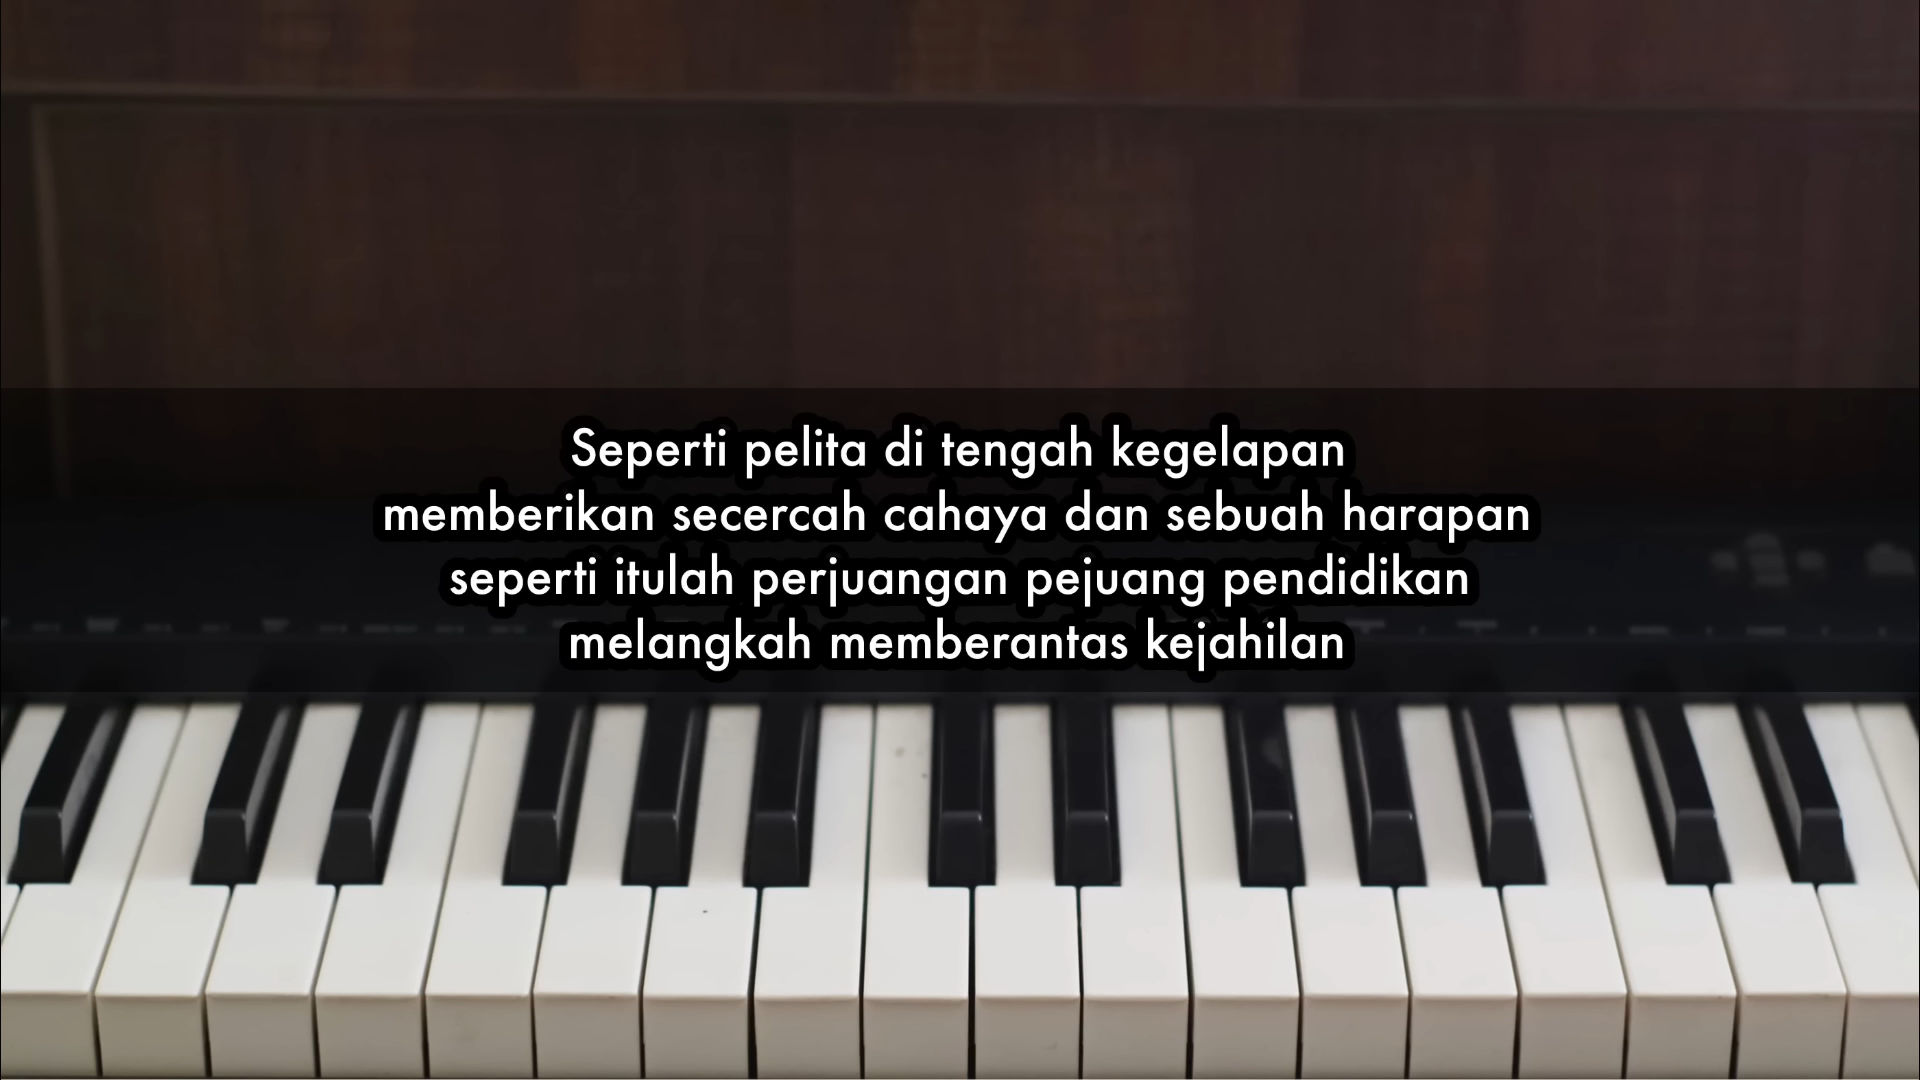 Seperti pelita di tengah kegelapan
memberikan secercah cahaya dan sebuah harapan
seperti itulah perjuangan pejuang pendidikan
melangkah memberantas kejahilan